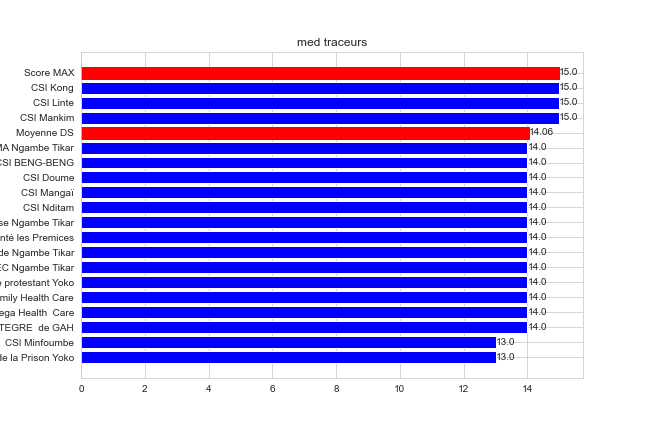 med traceurs
Score MAX 15.0
CSI Kong 15.0
CSI Linte 15.0
CSI Mankim 15.0
Moyenne DS 14.06
MA Ngambe Tikar 14.0
CSI BENG-BENG 14.0
CSI Doume 14.0
CSI Mangaï 14.0
CSI Nditam 14.0
se Ngambe Tikar 14.0
nté les Premices 14.0
de Ngambe Tikar 14.0
EC Ngambe Tikar 14.0
protestant Yoko 14.0
mily Health Care 14.0
ega Health Care 14.0
TEGRE de GAH 14.0
CSI Minfoumbe 13.0
de la Prison Yoko 13.0
0 2 4 6 8 10 12 14